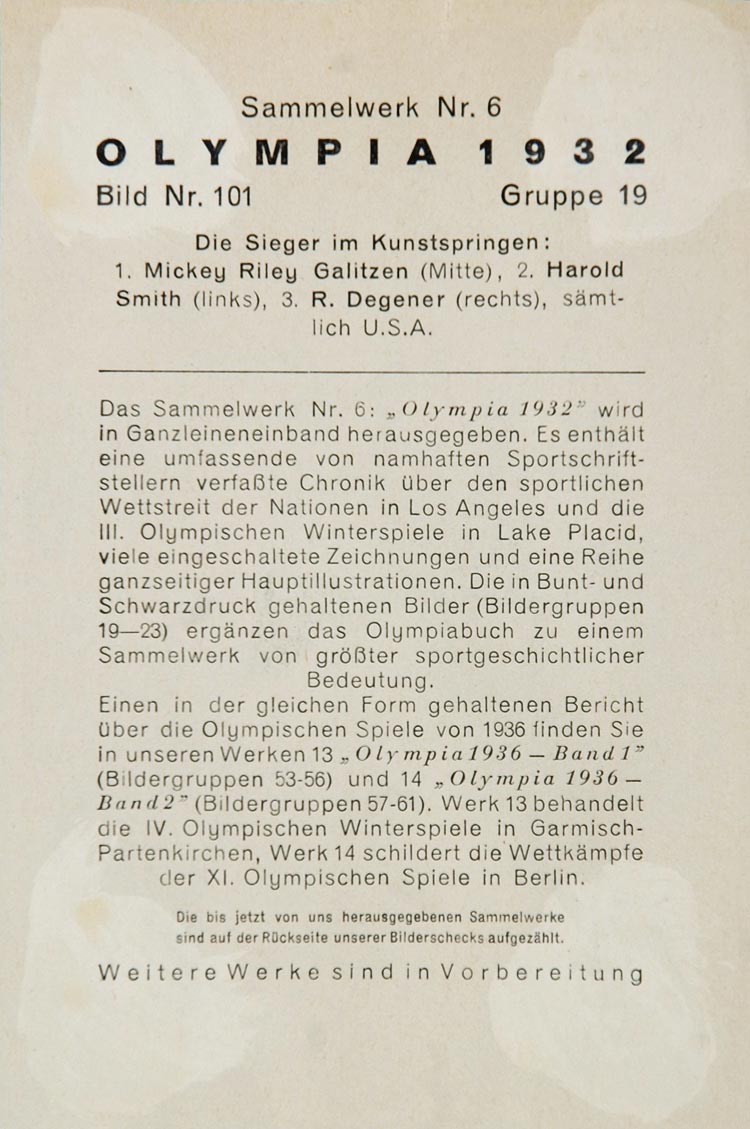 Sammelwerk Nr. 6
OLYMPIA 1932
Bild Nr. 101 Gruppe 19
Die Sieger im Kunstspringen:
1. Mickey Riley Galitzen (Mitte), 2. Harold
Smith (links), 3. R. Degener (rechts), sämt-
lich U.S.A.
Das Sammelwerk Nr. 6: „Olympia 1932” wird
in Ganzleineneinband herausgegeben. Es enthält
eine umfassende von namhaften Sportschrift-
stellern verfaßte Chronik über den sportlichen
Wettstreit der Nationen in Los Angeles und die
III. Olympischen Winterspiele in Lake Placid,
viele eingeschaltete Zeichnungen und eine Reihe
ganzseitiger Hauptillustrationen. Die in Bunt- und
Schwarzdruck gehaltenen Bilder (Bildergruppen
19—23) ergänzen das Olympiabuch zu einem
Sammelwerk von größter sportgeschichtlicher
Bedeutung.
Einen in der gleichen Form gehaltenen Bericht
über die Olympischen Spiele von 1936 finden Sie
in unseren Werken 13 „Olympia 1936 — Band 1”
(Bildergruppen 53-56) und 14 „Olympia 1936 —
Band 2” (Bildergruppen 57-61). Werk 13 behandelt
die IV. Olympischen Winterspiele in Garmisch-
Partenkirchen, Werk 14 schildert die Wettkämpfe
der XI. Olympischen Spiele in Berlin.
Die bis jetzt von uns herausgegebenen Sammelwerke
sind auf der Rückseite unserer Bilderschecks aufgezählt.
Weitere Werke sind in Vorbereitung